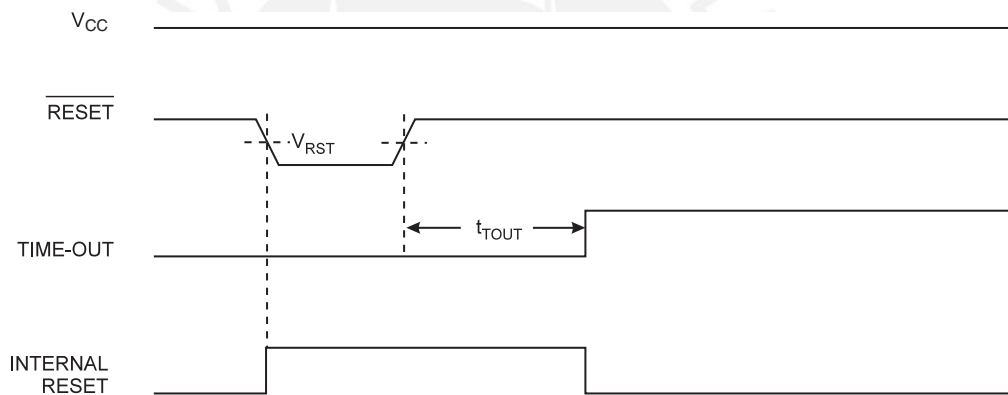 VCC
RESET
VRST
tTOUT
TIME-OUT
INTERNAL
RESET